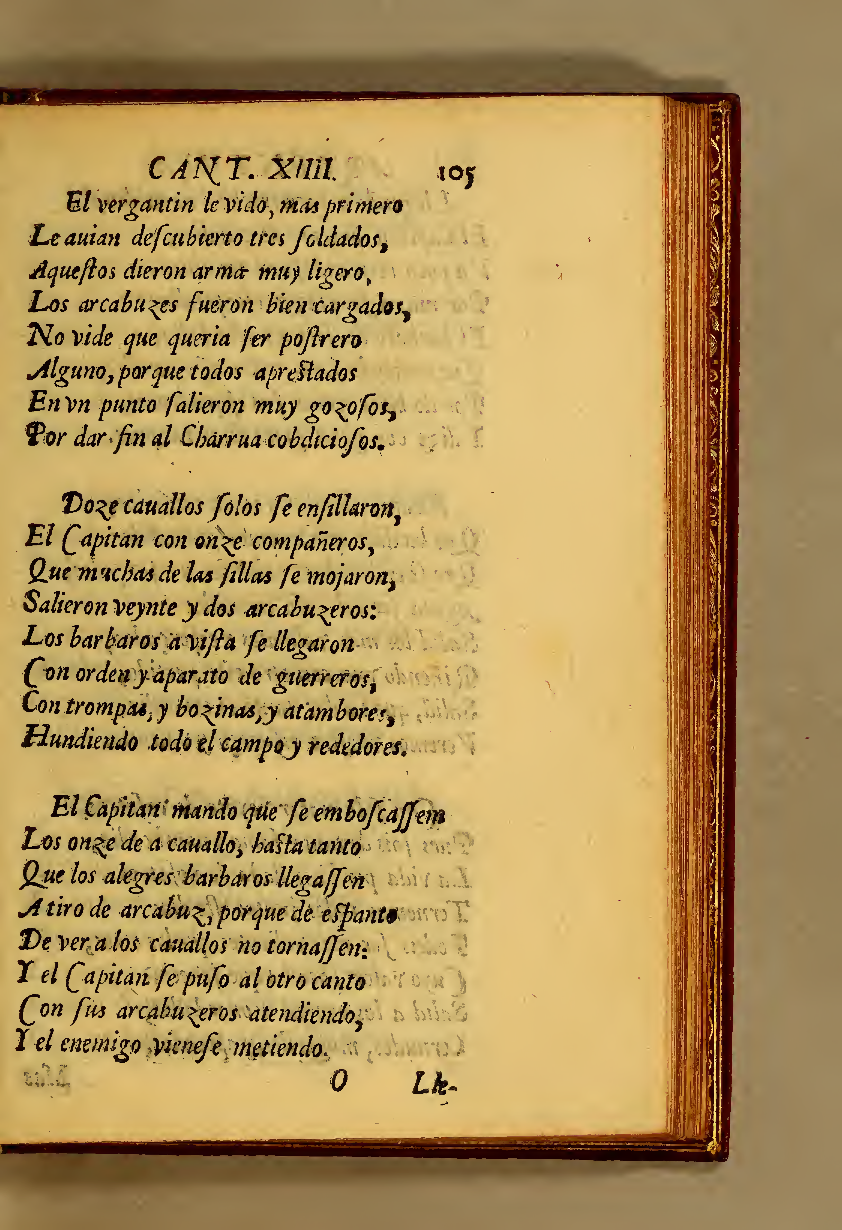 CANT. XIIII. 105
El vergantin le vido, mas primero
Le auian deſcubierto tres ſoldados,
Aqueſtos dieron arma muy ligero,
Los arcabuzes fueron bien cargados,
No vide que queria ſer poſtrero
Alguno, porque todos apreſtados
En vn punto ſalieron muy gozoſos,
Por dar fin al Charrua cobdicioſos.
Doze cauallos ſolos ſe enſillaron,
El Capitan con onze compañeros,
Que muchas de las ſillas ſe mojaron,
Salieron veynte y dos arcabuzeros:
Los barbaros a viſta ſe llegaron
Con orden y aparato de guerreros,
Con trompas, y bozinas, y atambores,
Hundiendo todo el campo y rededores.
El Capitan mando que ſe emboſcaſſem
Los onze de a cauallo, haſta tanto
Que los alegres barbaros llegaſſen
A tiro de arcabuz, porque de eſpanto
De ver a los cauallos no tornaſſen:
Y el Capitan ſe puſo al otro canto
Con ſus arcabuzeros atendiendo,
Y el enemigo vieneſe metiendo.
O Lle-